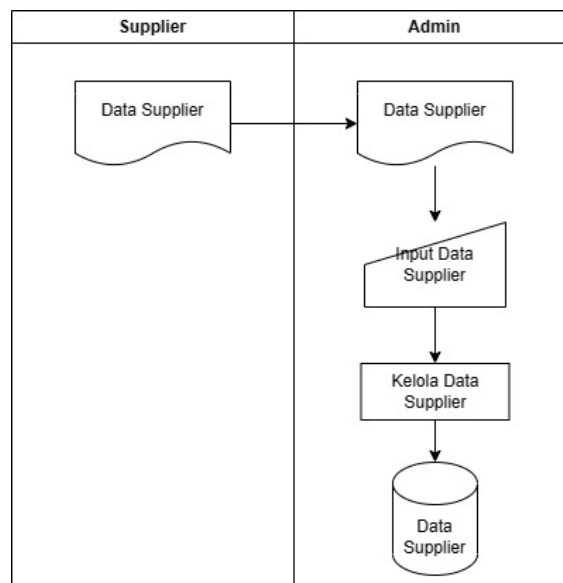 Supplier
Admin
Data Supplier
Data Supplier
Input Data
Supplier
Kelola Data
Supplier
Data
Supplier